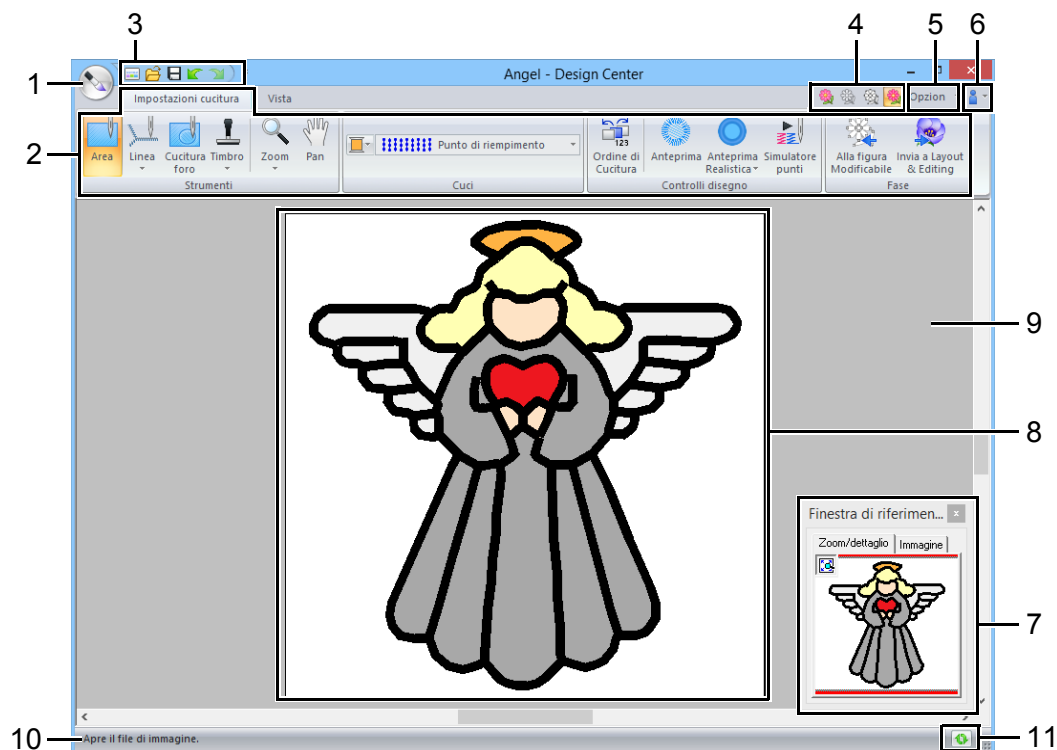 3
4
5
6
1
Angel - Design Center
Impostazioni cucitura
Vista
Opzion
2
Area
Linea
Cucitura foro
Timbro
Zoom
Pan
Strumenti
Punto di riempimento
Cuci
123
Ordine di Cucitura
Anteprima
Anteprima Realistica
Simulatore punti
Controlli disegno
Alla figura Modificabile
Invia a Layout & Editing
Fase
9
8
Finestra di riferimen...
Zoom/dettaglio
Immagine
7
10
Apre il file di immagine.
11